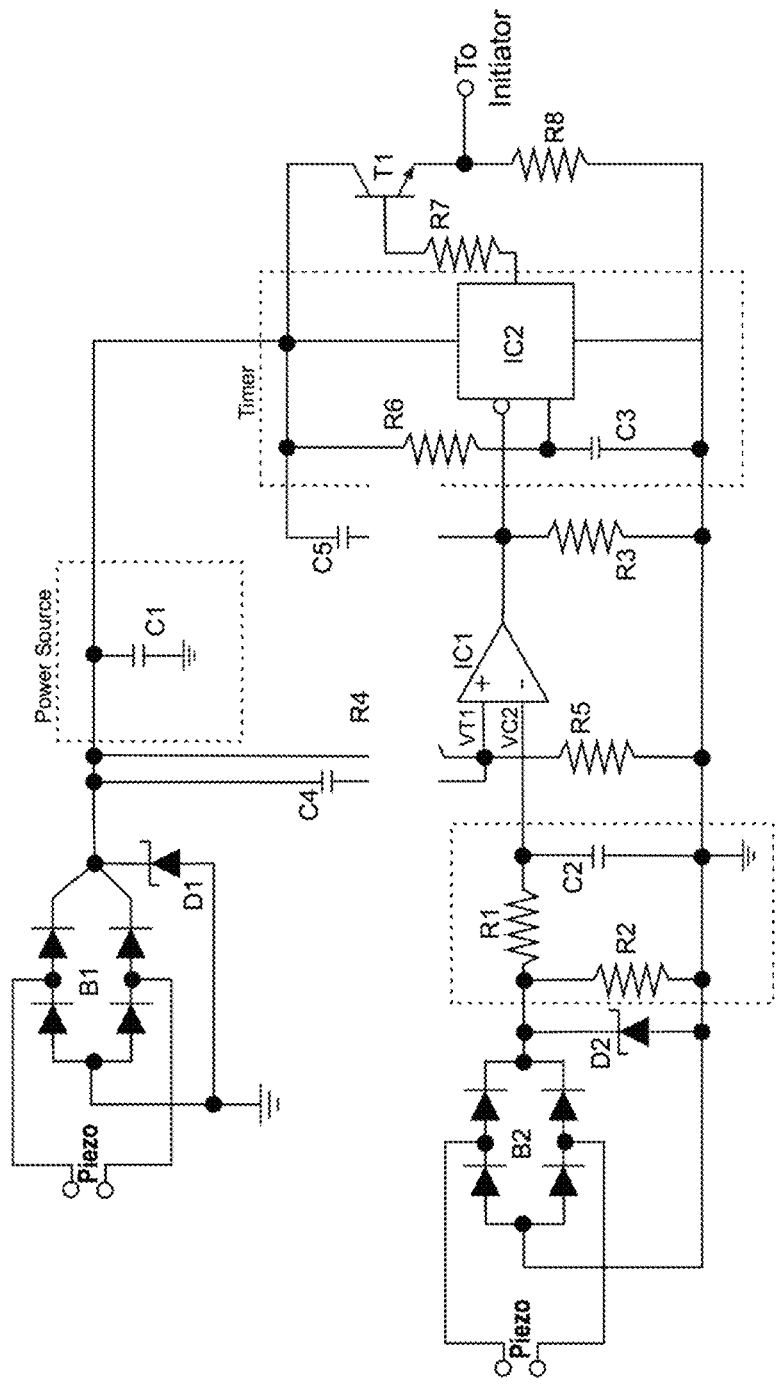 Piezo
B1
D1
Power Source
C1
C4
R4
C5
Timer
R6
IC2
C3
R7
T1
To
Initiator
R8
Piezo
B2
D2
R1
R2
C2
VT1
VC2
+
-
IC1
R5
R3